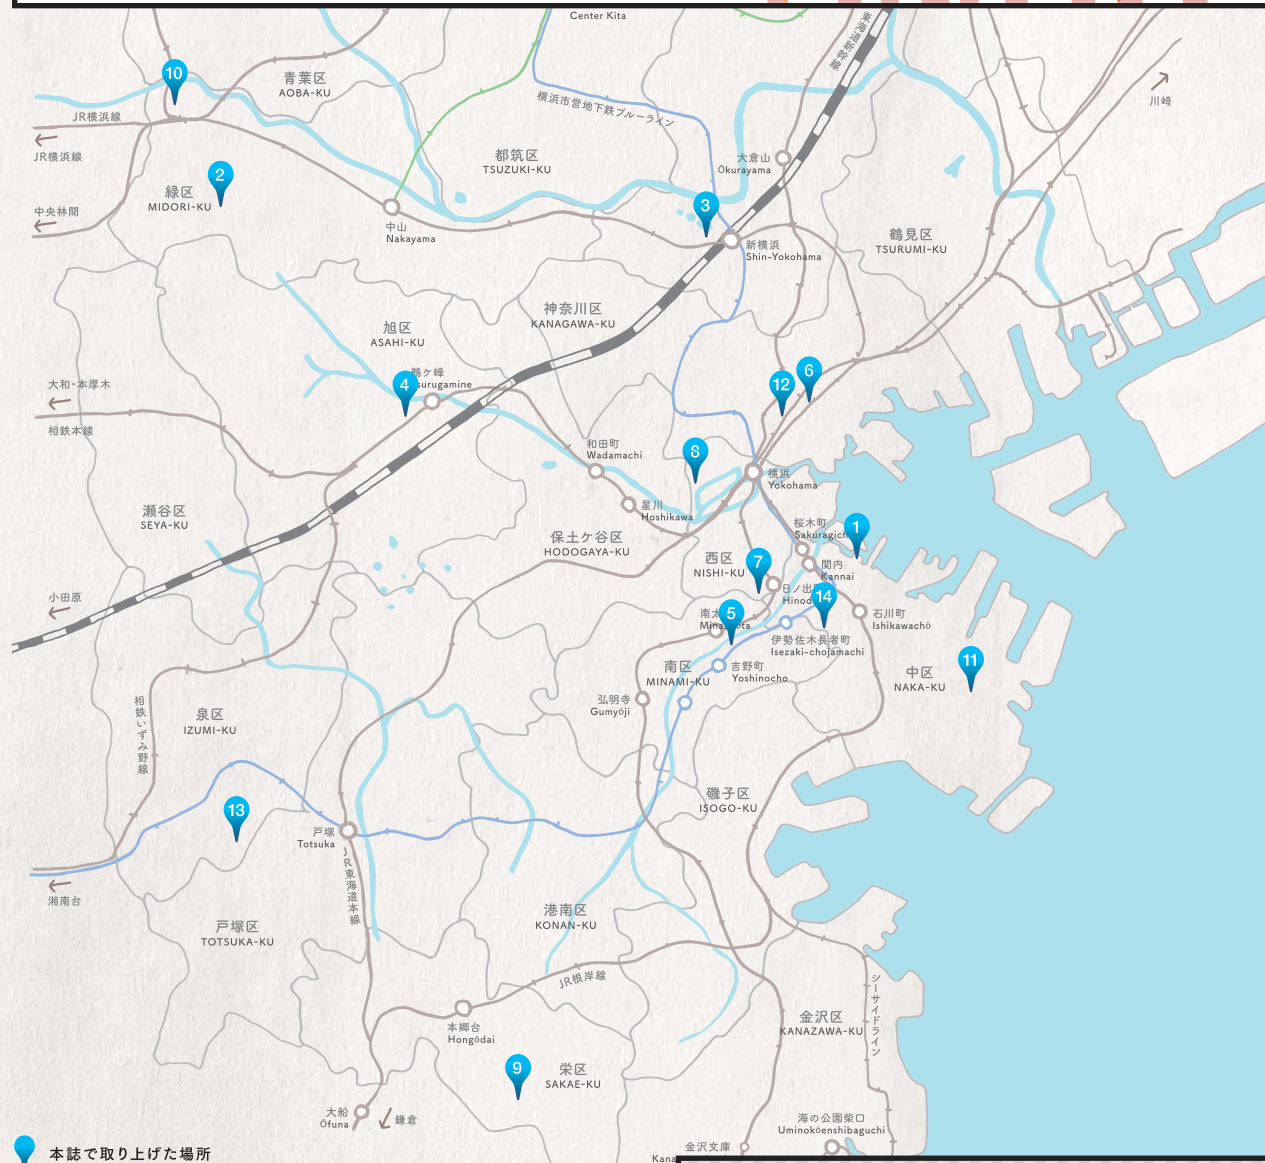 Center Kita
東海道新幹線
10
青葉区
AOBA-KU
川崎
横浜市営地下鉄ブルーライン
JR横浜線
JR横浜線
都筑区
TSUZUKI-KU
大倉山
Ōkurayama
2
緑区
MIDORI-KU
中央林間
中山
Nakayama
3
新横浜
Shin-Yokohama
鶴見区
TSURUMI-KU
神奈川区
KANAGAWA-KU
旭区
ASAHI-KU
鶴ケ峰
surugamine
4
大和・本厚木
相鉄本線
12
6
和田町
Wadamachi
8
横浜
Yokohama
星川
Hoshikawa
瀬谷区
SEYA-KU
保土ケ谷区
HODOGAYA-KU
桜木町
Sakuragich
1
西区
NISHI-KU
関内
Kannai
7
日ノ出
Hinod
14
小田原
石川町
Ishikawachō
南太
Mina
ta
5
伊勢佐木長者町
Isezaki-chojamachi
南区
MINAMI-KU
吉野町
Yoshinocho
11
中区
NAKA-KU
弘明寺
Gumyōji
泉区
IZUMI-KU
相鉄いずみ野線
磯子区
ISOGO-KU
13
戸塚
Totsuka
JR東海道本線
湘南台
戸塚区
TOTSUKA-KU
港南区
KONAN-KU
JR根岸線
シーサイドライン
金沢区
KANAZAWA-KU
本郷台
Hongōdai
9
栄区
SAKAE-KU
大船
Ōfuna
鎌倉
海の公園柴口
Uminokōenshibaguchi
金沢文庫
Kana
本誌で取り上げた場所